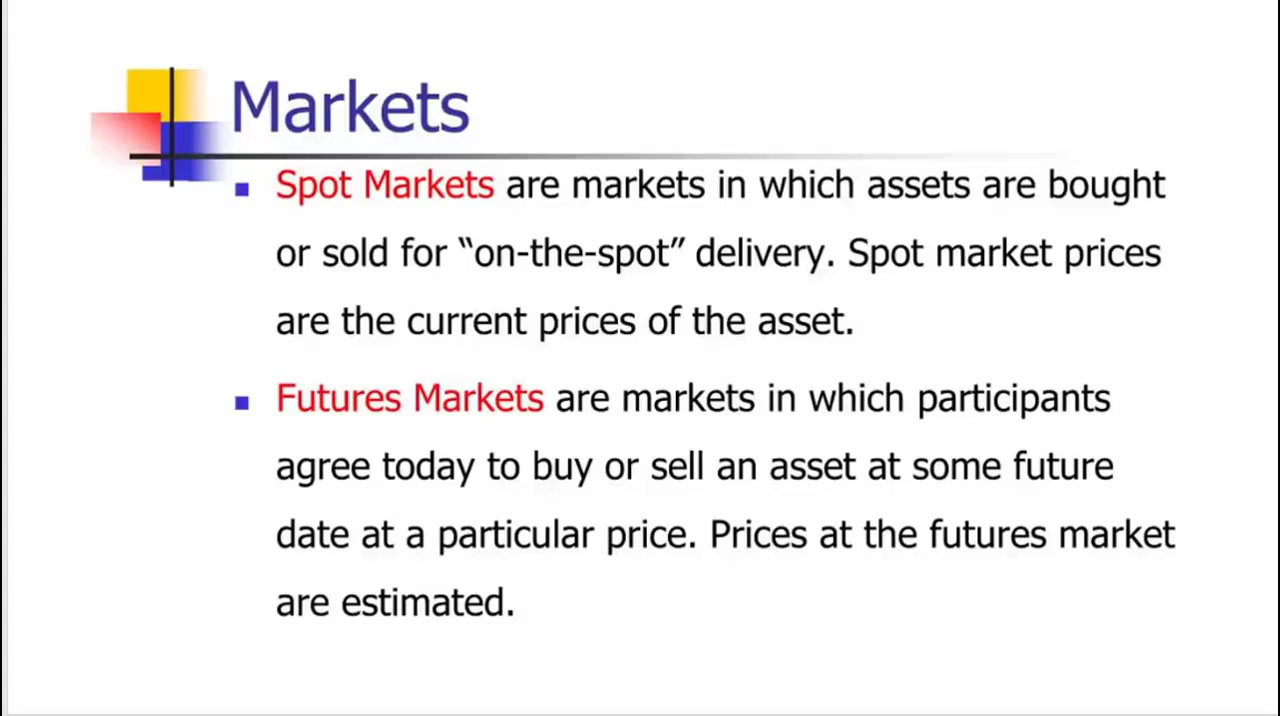 Markets
Spot Markets are markets in which assets are bought
or sold for “on-the-spot” delivery. Spot market prices
are the current prices of the asset.
Futures Markets are markets in which participants
agree today to buy or sell an asset at some future
date at a particular price. Prices at the futures market
are estimated.